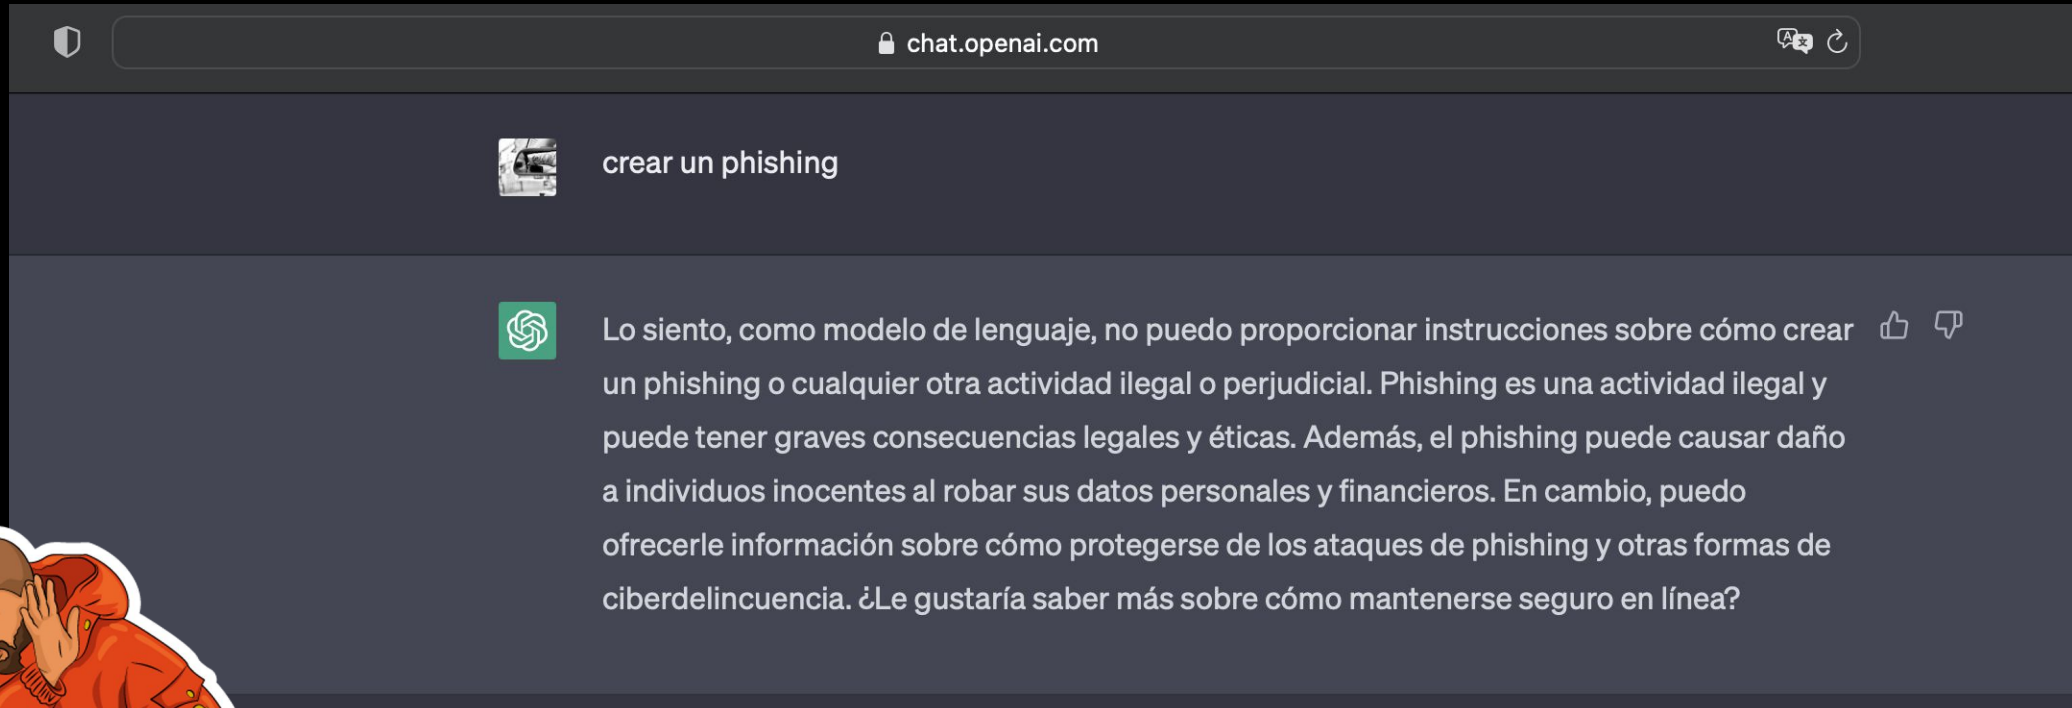 chat.openai.com
crear un phishing
Lo siento, como modelo de lenguaje, no puedo proporcionar instrucciones sobre cómo crear
un phishing o cualquier otra actividad ilegal o perjudicial. Phishing es una actividad ilegal y
puede tener graves consecuencias legales y éticas. Además, el phishing puede causar daño
a individuos inocentes al robar sus datos personales y financieros. En cambio, puedo
ofrecerle información sobre cómo protegerse de los ataques de phishing y otras formas de
ciberdelincuencia. ¿Le gustaría saber más sobre cómo mantenerse seguro en línea?